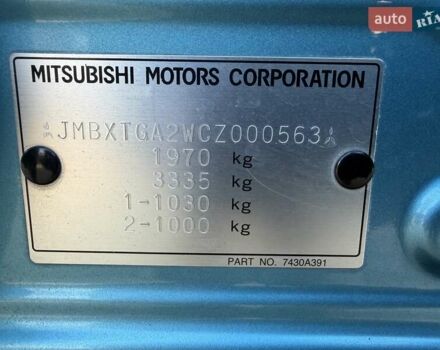 auto RIA
MITSUBISHI MOTORS CORPORATION
JMBXTGA2WCZ000563
1970 kg
3335 kg
1-1030 kg
2-1000 kg
PART NO. 7430A391